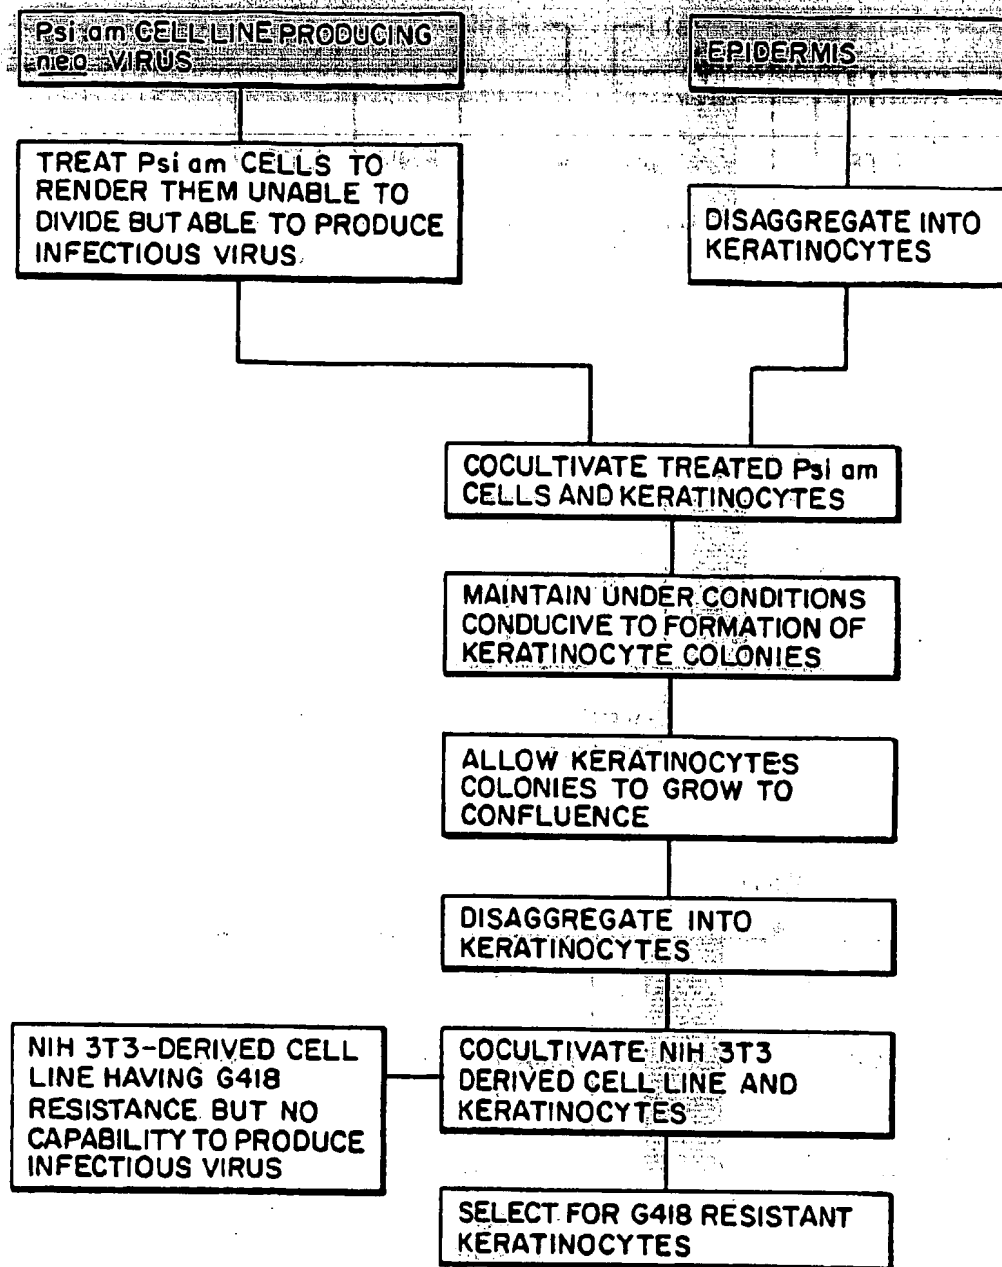 Psi am CELL LINE PRODUCING
neo VIRUS
EPIDERMIS
TREAT Psi am CELLS TO
RENDER THEM UNABLE TO
DIVIDE BUT ABLE TO PRODUCE
INFECTIOUS VIRUS
DISAGGREGATE INTO
KERATINOCYTES
COCULTIVATE TREATED Psi am
CELLS AND KERATINOCYTES
MAINTAIN UNDER CONDITIONS
CONDUCIVE TO FORMATION OF
KERATINOCYTE COLONIES
ALLOW KERATINOCYTES
COLONIES TO GROW TO
CONFLUENCE
DISAGGREGATE INTO
KERATINOCYTES
NIH 3T3-DERIVED CELL
LINE HAVING G418
RESISTANCE BUT NO
CAPABILITY TO PRODUCE
INFECTIOUS VIRUS
COCULTIVATE NIH 3T3
DERIVED CELL LINE AND
KERATINOCYTES
SELECT FOR G418 RESISTANT
KERATINOCYTES